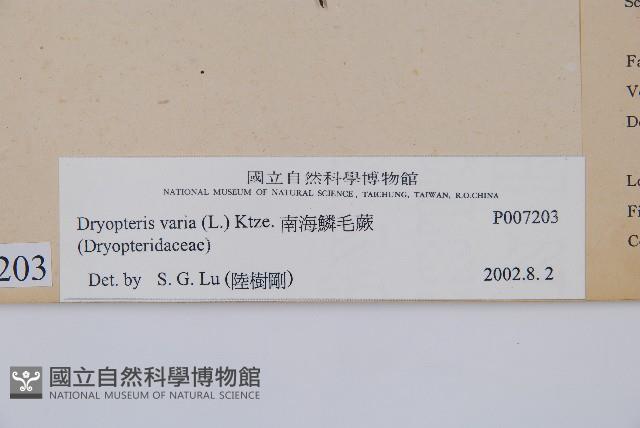 國立自然科學博物館
NATIONAL MUSEUM OF NATURAL SCIENCE, TAICHUNG, TAIWAN, R.O.CHINA
Dryopteris varia (L.) Ktze. 南海鱗毛蕨 P007203
(Dryopteridaceae)
Det. by S. G. Lu (陸樹剛) 2002.8. 2
203
國立自然科學博物館
NATIONAL MUSEUM OF NATURAL SCIENCE